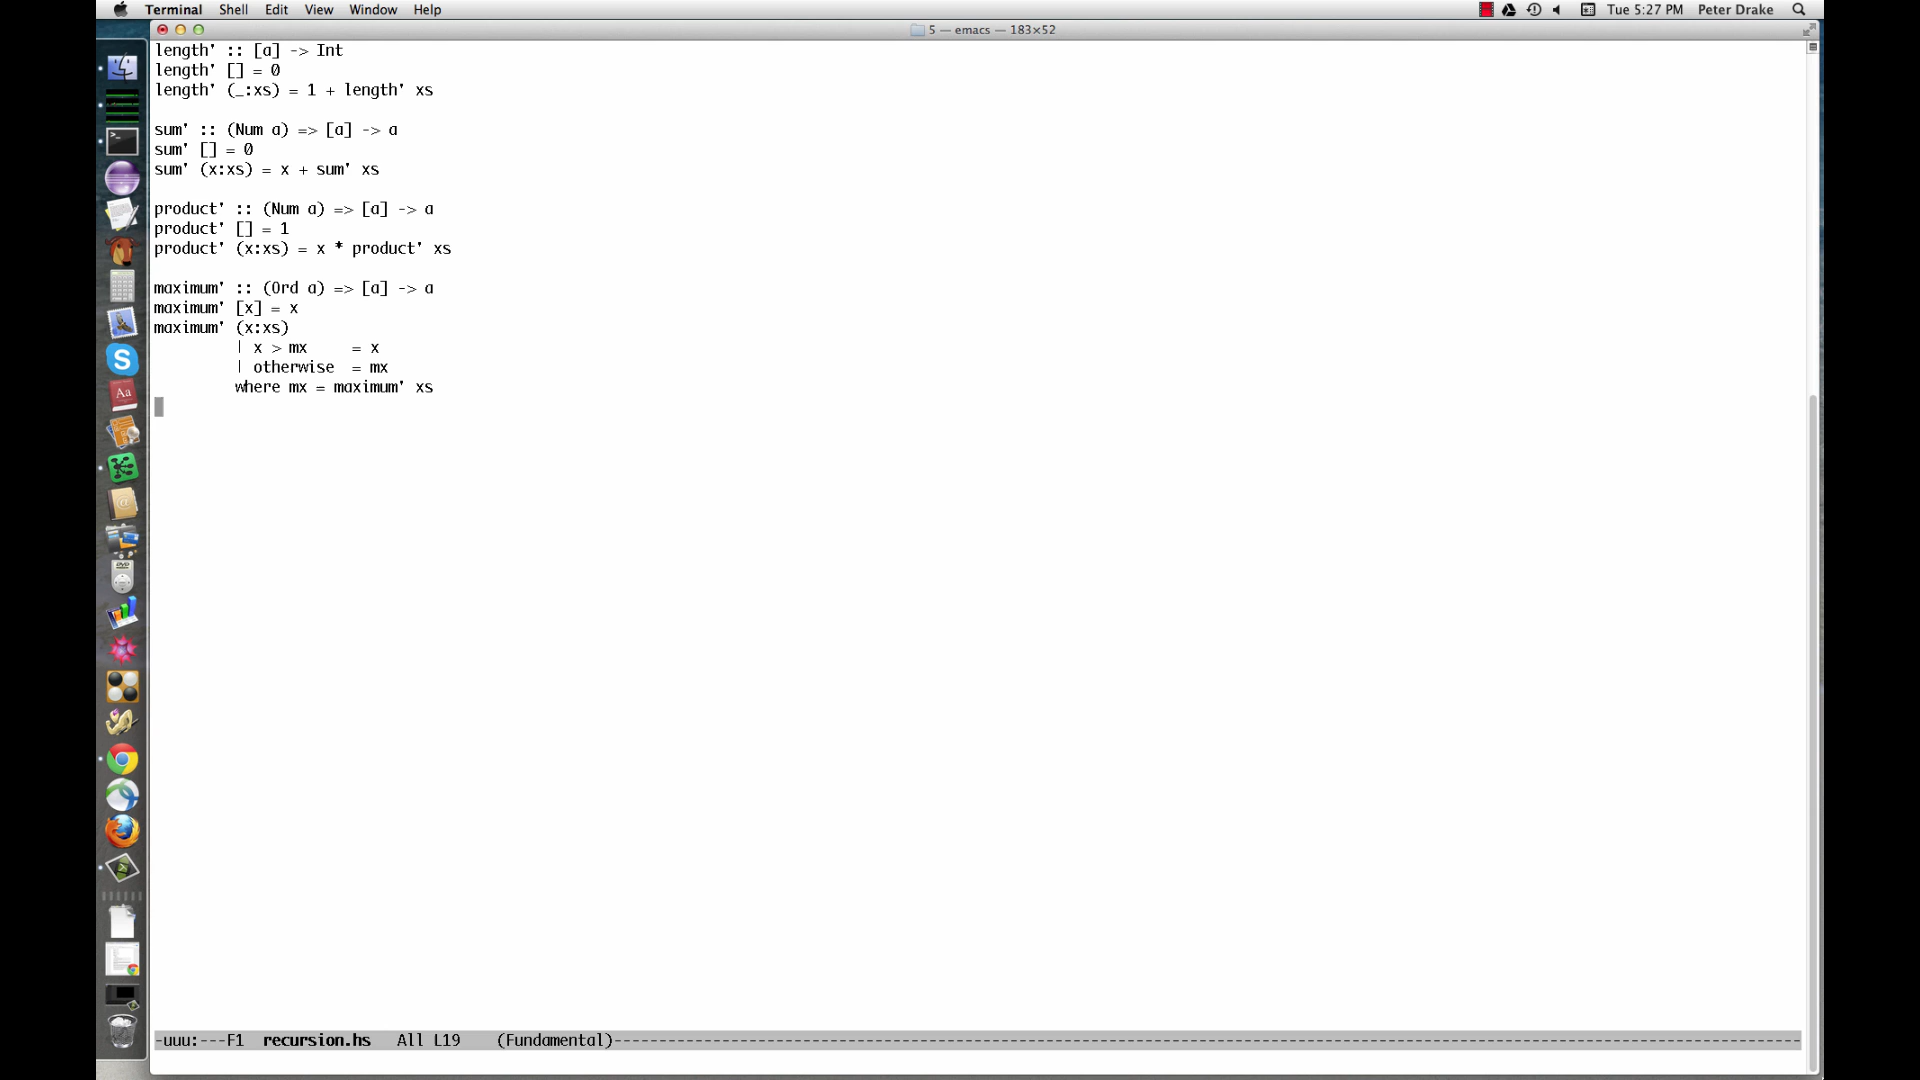 Terminal Shell Edit View Window Help Tue 5:27 PM Peter Drake
5 — emacs — 183×52
length' :: [a] -> Int
length' [] = 0
length' (_:xs) = 1 + length' xs
sum' :: (Num a) => [a] -> a
sum' [] = 0
sum' (x:xs) = x + sum' xs
product' :: (Num a) => [a] -> a
product' [] = 1
product' (x:xs) = x * product' xs
maximum' :: (Ord a) => [a] -> a
maximum' [x] = x
maximum' (x:xs)
| x > mx     = x
| otherwise  = mx
where mx = maximum' xs
-uuu:---F1  recursion.hs   All L19    (Fundamental)------------------------------------------------------------------------------------------------------------------------------------